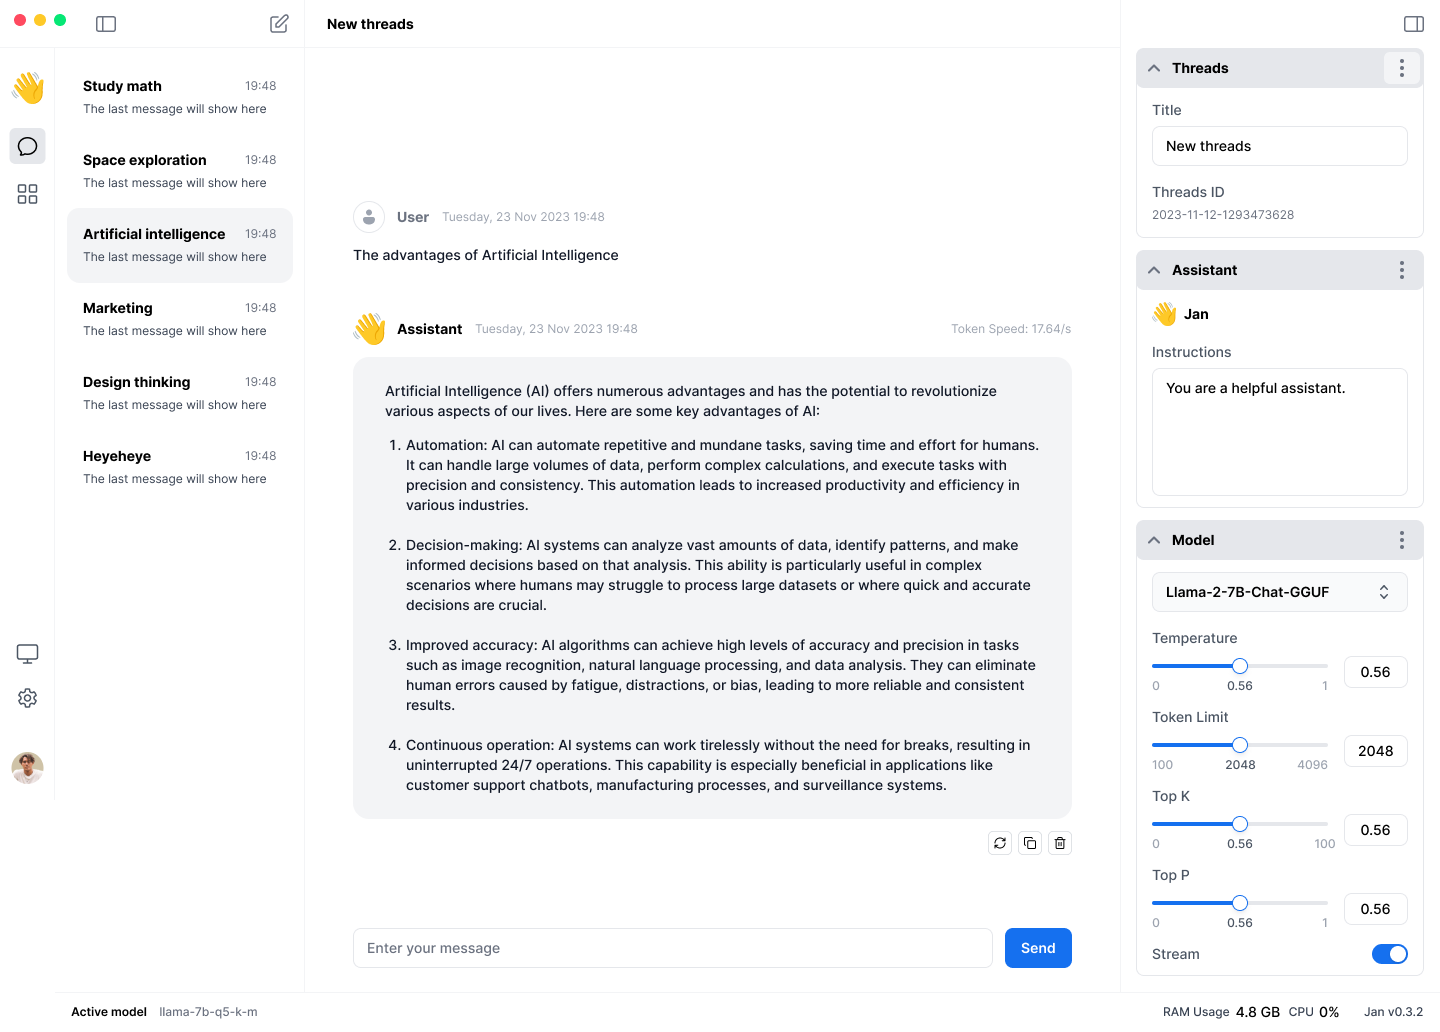 New threads
Study math 19:48
The last message will show here
Space exploration 19:48
The last message will show here
Artificial intelligence 19:48
The last message will show here
Marketing 19:48
The last message will show here
Design thinking 19:48
The last message will show here
Heyeheye 19:48
The last message will show here
User Tuesday, 23 Nov 2023 19:48
The advantages of Artificial Intelligence
Assistant Tuesday, 23 Nov 2023 19:48 Token Speed: 17.64/s
Artificial Intelligence (AI) offers numerous advantages and has the potential to revolutionize
various aspects of our lives. Here are some key advantages of AI:
1. Automation: AI can automate repetitive and mundane tasks, saving time and effort for humans.
It can handle large volumes of data, perform complex calculations, and execute tasks with
precision and consistency. This automation leads to increased productivity and efficiency in
various industries.
2. Decision-making: AI systems can analyze vast amounts of data, identify patterns, and make
informed decisions based on that analysis. This ability is particularly useful in complex
scenarios where humans may struggle to process large datasets or where quick and accurate
decisions are crucial.
3. Improved accuracy: AI algorithms can achieve high levels of accuracy and precision in tasks
such as image recognition, natural language processing, and data analysis. They can eliminate
human errors caused by fatigue, distractions, or bias, leading to more reliable and consistent
results.
4. Continuous operation: AI systems can work tirelessly without the need for breaks, resulting in
uninterrupted 24/7 operations. This capability is especially beneficial in applications like
customer support chatbots, manufacturing processes, and surveillance systems.
Enter your message
Send
Threads
Title
New threads
Threads ID
2023-11-12-1293473628
Assistant
Jan
Instructions
You are a helpful assistant.
Model
Llama-2-7B-Chat-GGUF
Temperature
0.56
0 0.56 1
Token Limit
2048
100 2048 4096
Top K
0.56
0 0.56 100
Top P
0.56
0 0.56 1
Stream
Active model llama-7b-q5-k-m
RAM Usage 4.8 GB CPU 0% Jan v0.3.2